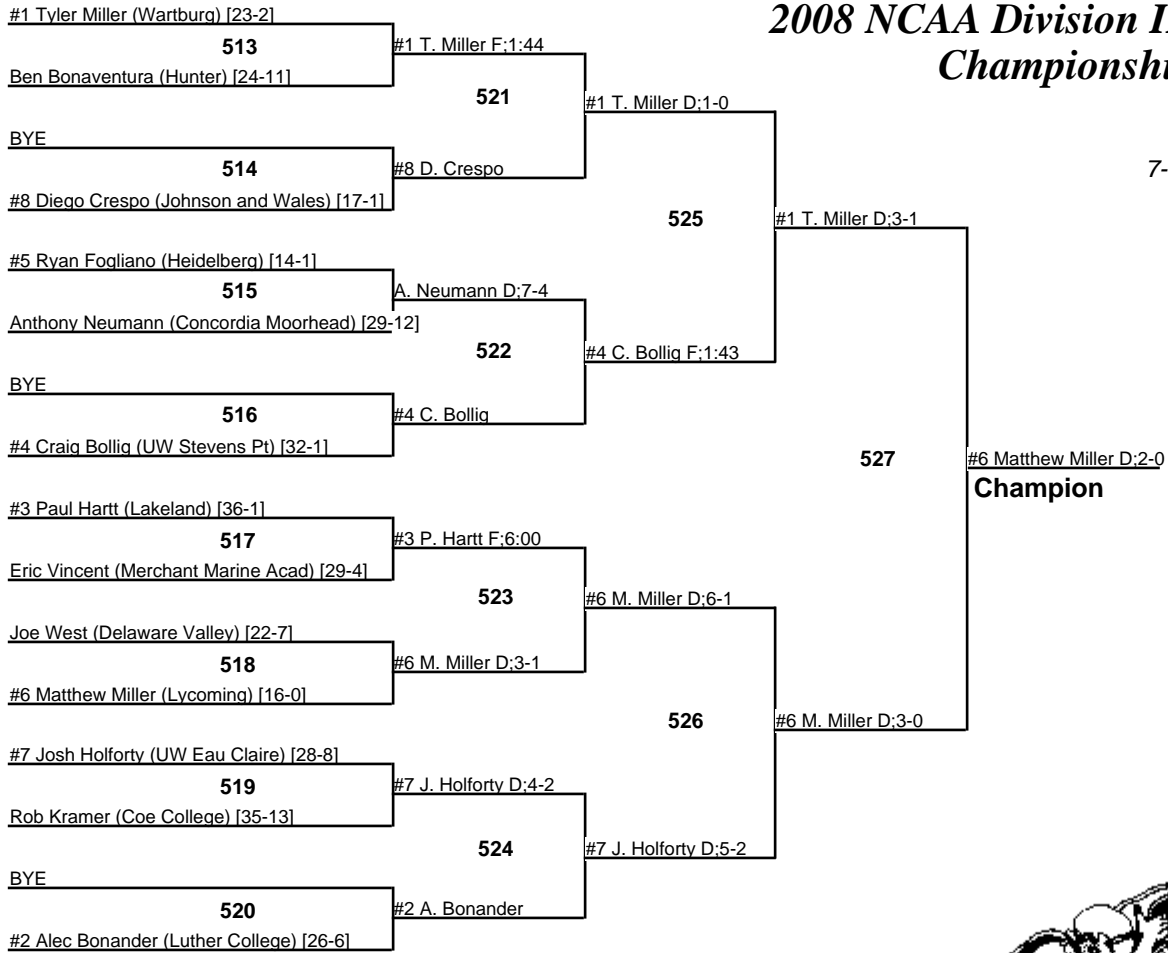 #1 Tyler Miller (Wartburg) [23-2]
513
Ben Bonaventura (Hunter) [24-11]
BYE
514
#8 Diego Crespo (Johnson and Wales) [17-1]
#5 Ryan Fogliano (Heidelberg) [14-1]
515
Anthony Neumann (Concordia Moorhead) [29-12]
BYE
516
#4 Craig Bollig (UW Stevens Pt) [32-1]
#3 Paul Hartt (Lakeland) [36-1]
517
Eric Vincent (Merchant Marine Acad) [29-4]
Joe West (Delaware Valley) [22-7]
518
#6 Matthew Miller (Lycoming) [16-0]
#7 Josh Holforty (UW Eau Claire) [28-8]
519
Rob Kramer (Coe College) [35-13]
BYE
520
#2 Alec Bonander (Luther College) [26-6]
#1 T. Miller F;1:44
521
#8 D. Crespo
A. Neumann D;7-4
522
#4 C. Bollig
#3 P. Hartt F;6:00
523
#6 M. Miller D;3-1
#7 J. Holforty D;4-2
524
#2 A. Bonander
#1 T. Miller D;1-0
525
#4 C. Bollig F;1:43
#6 M. Miller D;6-1
526
#7 J. Holforty D;5-2
#1 T. Miller D;3-1
527
#6 M. Miller D;3-0
#6 Matthew Miller D;2-0
Champion
2008 NCAA Division I
Championsh
7-